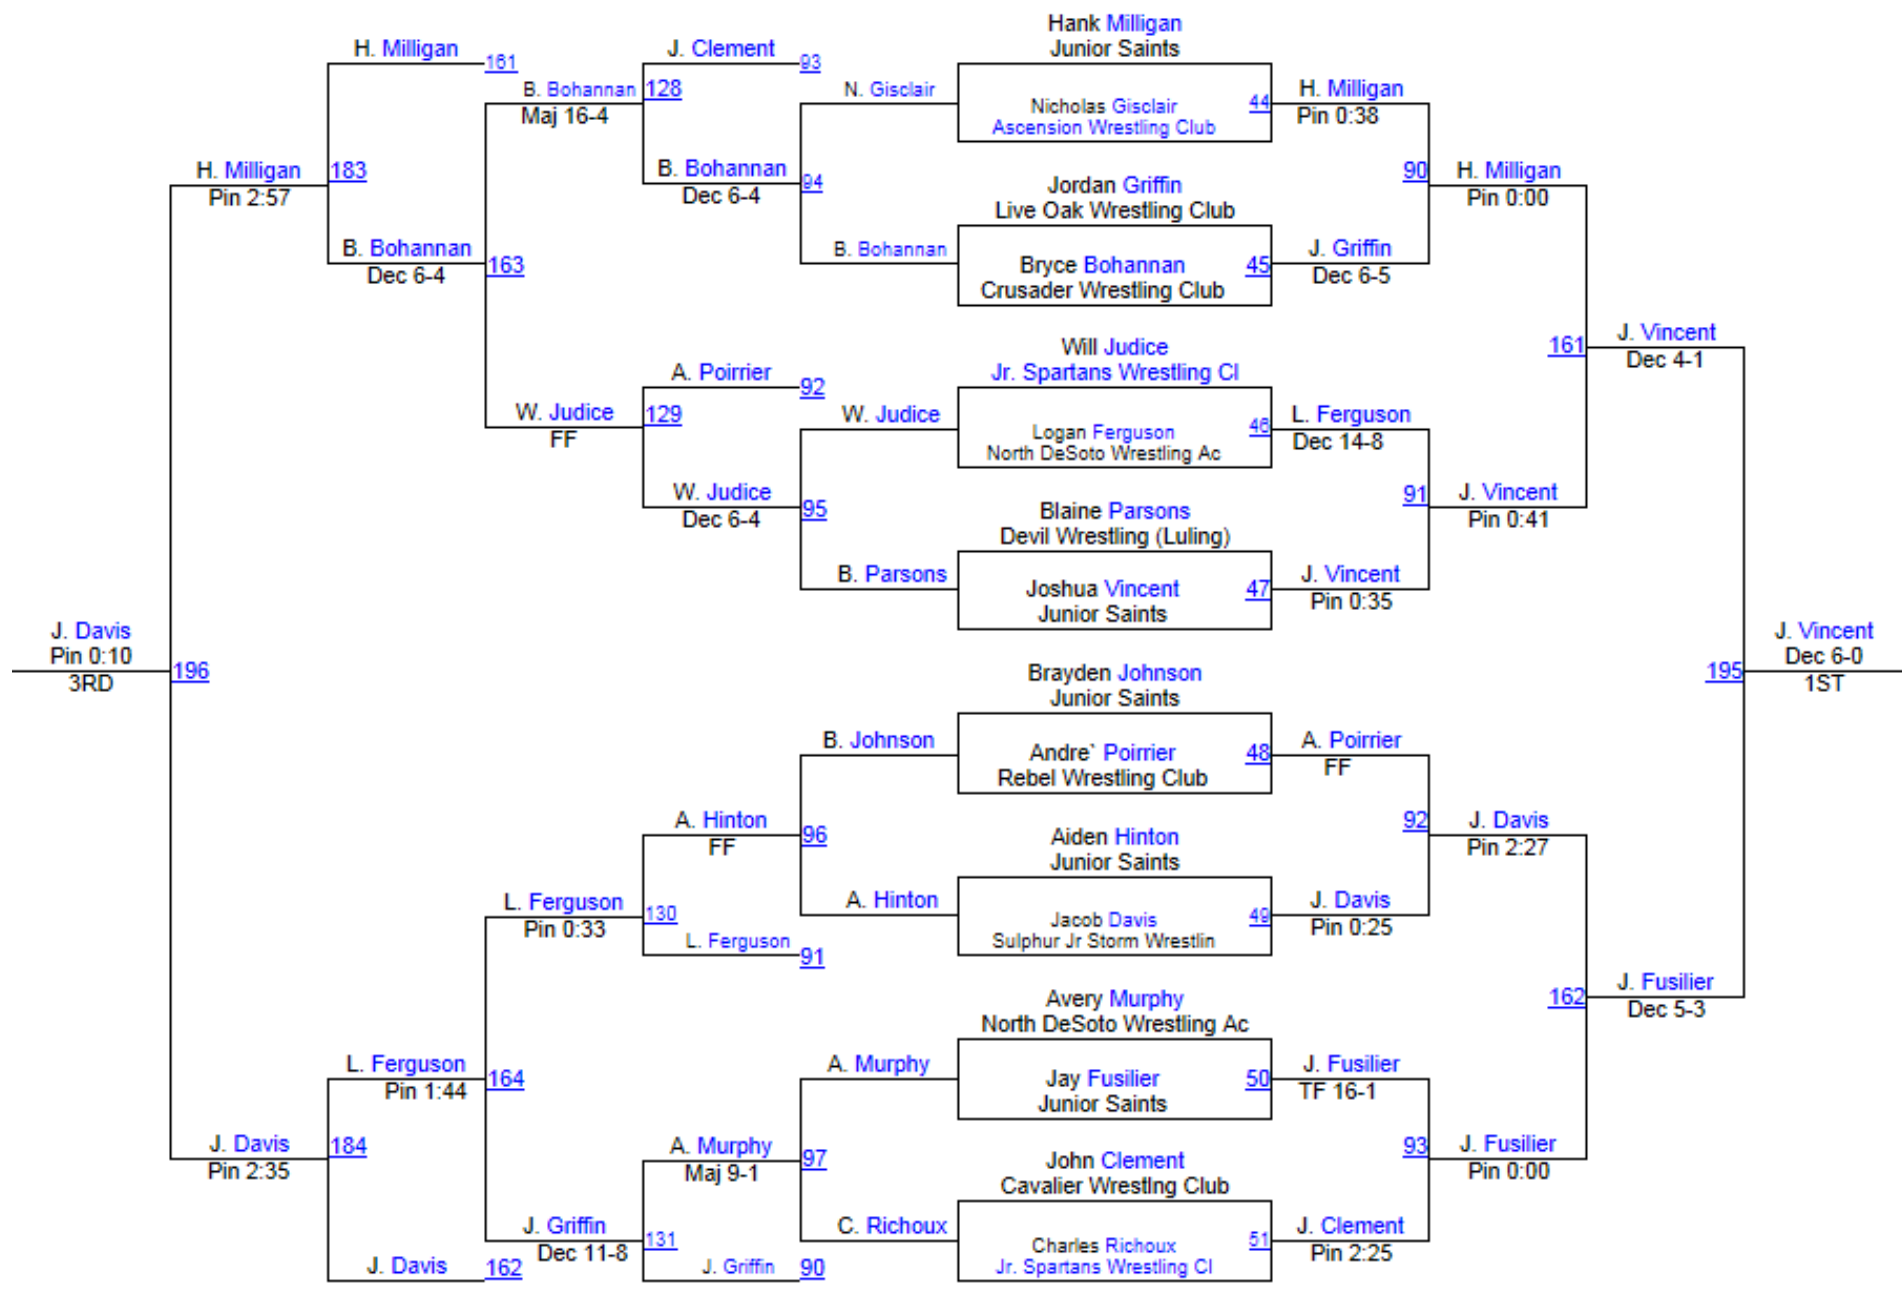 Hank Milligan
H. Milligan
J. Clement
Junior Saints
161
93
B. Bohannan
128
N. Gisclair
Nicholas Gisclair
44
H. Milligan
Maj 16-4
Ascension Wrestling Club
Pin 0:38
H. Milligan
183
B. Bohannan
94
Jordan Griffin
90
H. Milligan
Pin 2:57
Dec 6-4
Live Oak Wrestling Club
Pin 0:00
B. Bohannan
163
B. Bohannan
Bryce Bohannan
45
J. Griffin
Dec 6-4
Crusader Wrestling Club
Dec 6-5
Will Judice
161
J. Vincent
A. Poirrier
92
Jr. Spartans Wrestling Cl
Dec 4-1
W. Judice
129
W. Judice
Logan Ferguson
46
L. Ferguson
FF
North DeSoto Wrestling Ac
Dec 14-8
W. Judice
95
Blaine Parsons
91
J. Vincent
Dec 6-4
Devil Wrestling (Luling)
Pin 0:41
B. Parsons
Joshua Vincent
47
J. Vincent
Junior Saints
Pin 0:35
J. Davis
J. Vincent
Pin 0:10
196
Brayden Johnson
195
Dec 6-0
3RD
Junior Saints
1ST
B. Johnson
Andre` Poirrier
48
A. Poirrier
Rebel Wrestling Club
FF
A. Hinton
96
Aiden Hinton
92
J. Davis
FF
Junior Saints
Pin 2:27
L. Ferguson
130
A. Hinton
Jacob Davis
49
J. Davis
Pin 0:33
L. Ferguson
91
Sulphur Jr Storm Wrestlin
Pin 0:25
Avery Murphy
162
J. Fusilier
North DeSoto Wrestling Ac
Dec 5-3
L. Ferguson
164
A. Murphy
Jay Fusilier
50
J. Fusilier
Pin 1:44
Junior Saints
TF 16-1
J. Davis
184
A. Murphy
97
John Clement
93
J. Fusilier
Pin 2:35
Maj 9-1
Cavalier Wrestlng Club
Pin 0:00
J. Griffin
131
C. Richoux
Charles Richoux
51
J. Clement
Dec 11-8
Jr. Spartans Wrestling Cl
Pin 2:25
J. Davis
162
J. Griffin
90